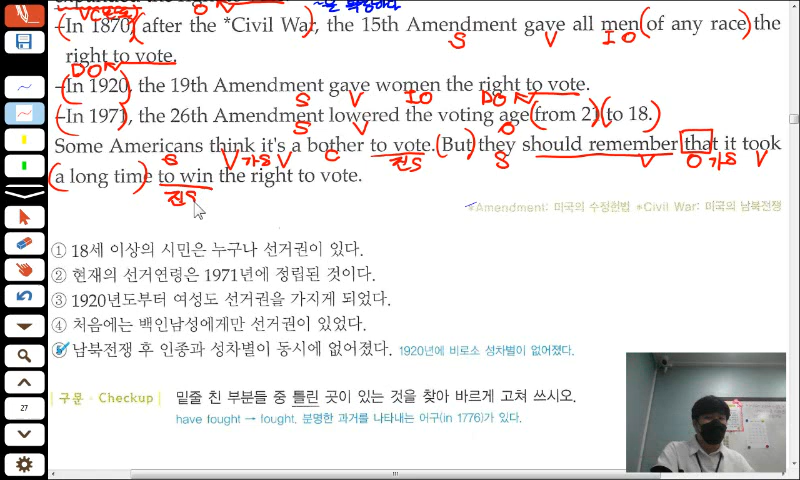 –In 1870, after the *Civil War, the 15th Amendment gave all men of any race the
S V IO
right to vote.
DO
–In 1920, the 19th Amendment gave women the right to vote.
S V IO DO
–In 1971, the 26th Amendment lowered the voting age from 21 to 18.
S V O
Some Americans think it's a bother to vote. But they should remember that it took
S V 가S V C 진S S V O 가S V
a long time to win the right to vote.
진S
*Amendment: 미국의 수정헌법 *Civil War: 미국의 남북전쟁
① 18세 이상의 시민은 누구나 선거권이 있다.
② 현재의 선거연령은 1971년에 정립된 것이다.
③ 1920년도부터 여성도 선거권을 가지게 되었다.
④ 처음에는 백인남성에게만 선거권이 있었다.
⑤ 남북전쟁 후 인종과 성차별이 동시에 없어졌다. 1920년에 비로소 성차별이 없어졌다.
구문 · Checkup 밑줄 친 부분들 중 틀린 곳이 있는 것을 찾아 바르게 고쳐 쓰시오.
have fought → fought, 분명한 과거를 나타내는 어구(in 1776)가 있다.
27